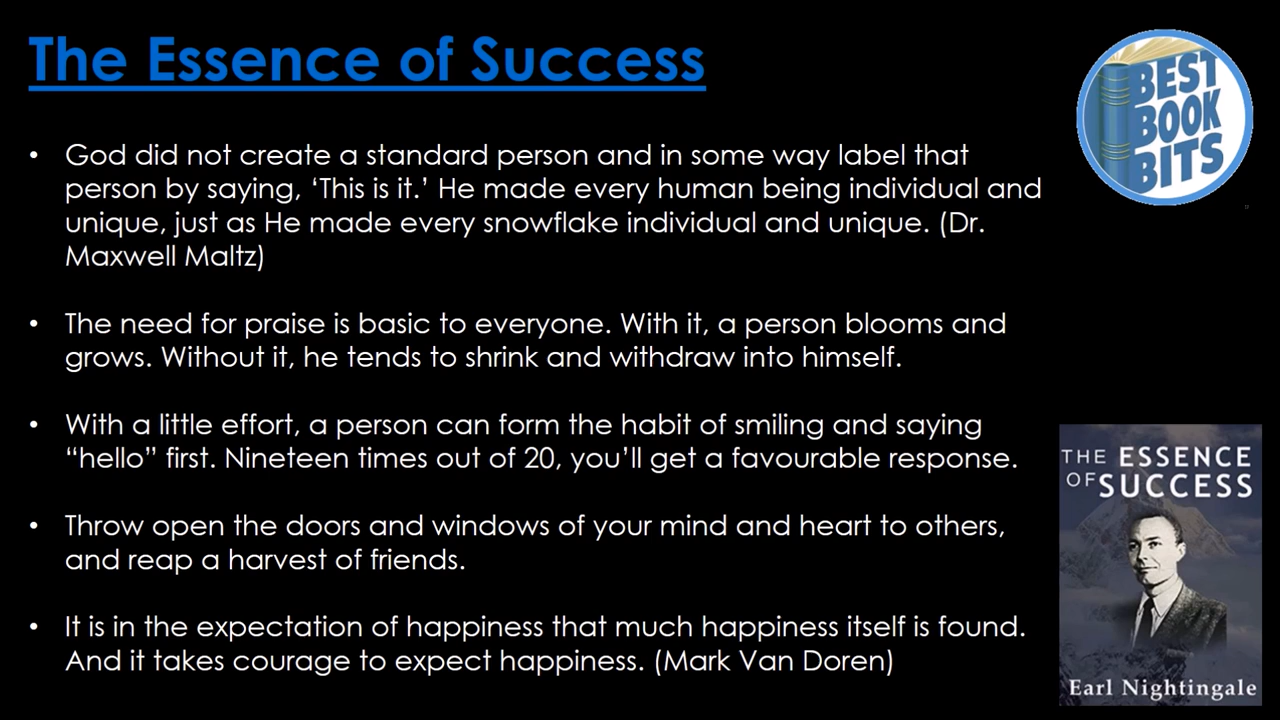 The Essence of Success
BEST
BOOK
BITS
• God did not create a standard person and in some way label that
person by saying, ‘This is it.’ He made every human being individual and
unique, just as He made every snowflake individual and unique. (Dr.
Maxwell Maltz)
• The need for praise is basic to everyone. With it, a person blooms and
grows. Without it, he tends to shrink and withdraw into himself.
• With a little effort, a person can form the habit of smiling and saying
“hello” first. Nineteen times out of 20, you’ll get a favourable response.
• Throw open the doors and windows of your mind and heart to others,
and reap a harvest of friends.
• It is in the expectation of happiness that much happiness itself is found.
And it takes courage to expect happiness. (Mark Van Doren)
THE ESSENCE
OF SUCCESS
Earl Nightingale